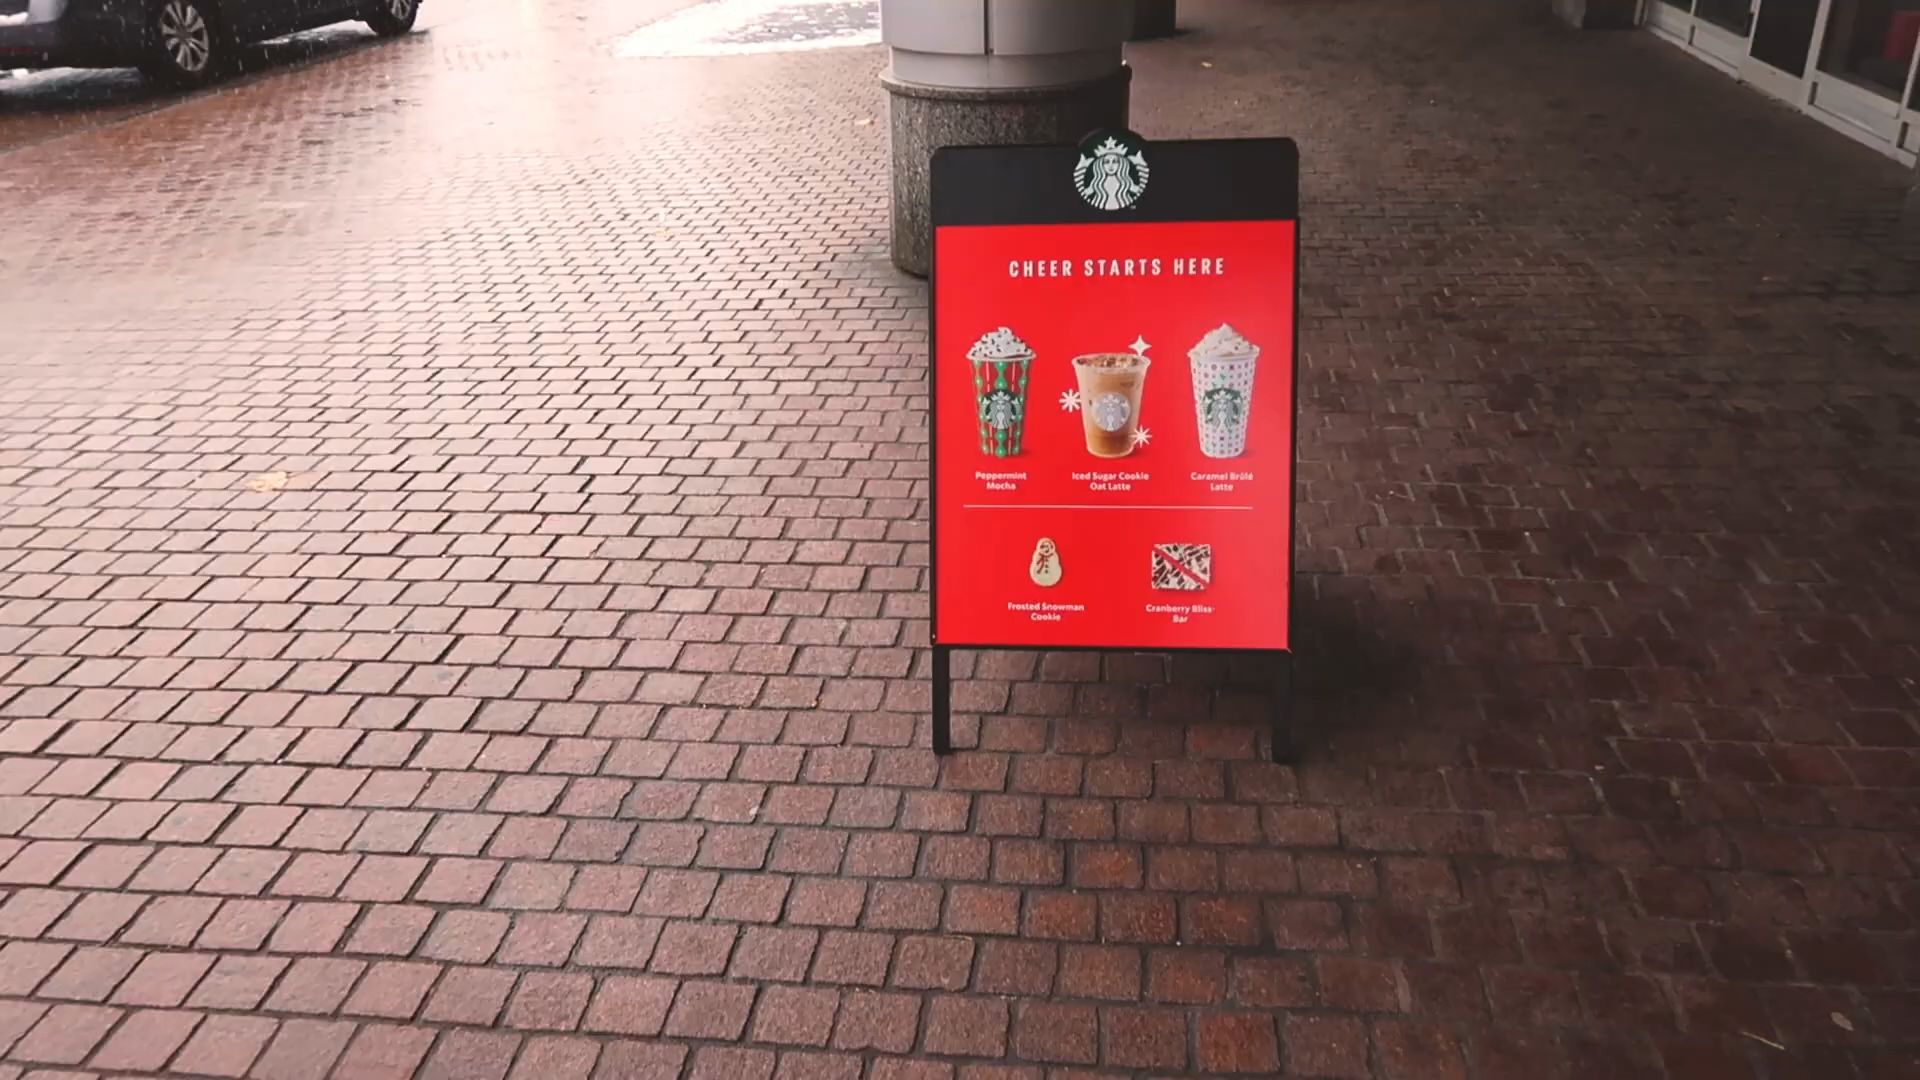 CHEER STARTS HERE
Peppermint
Mocha
Iced Sugar Cookie
Oat Latte
Caramel Brûlé
Latte
Frosted Snowman
Cookie
Cranberry Bliss
Bar